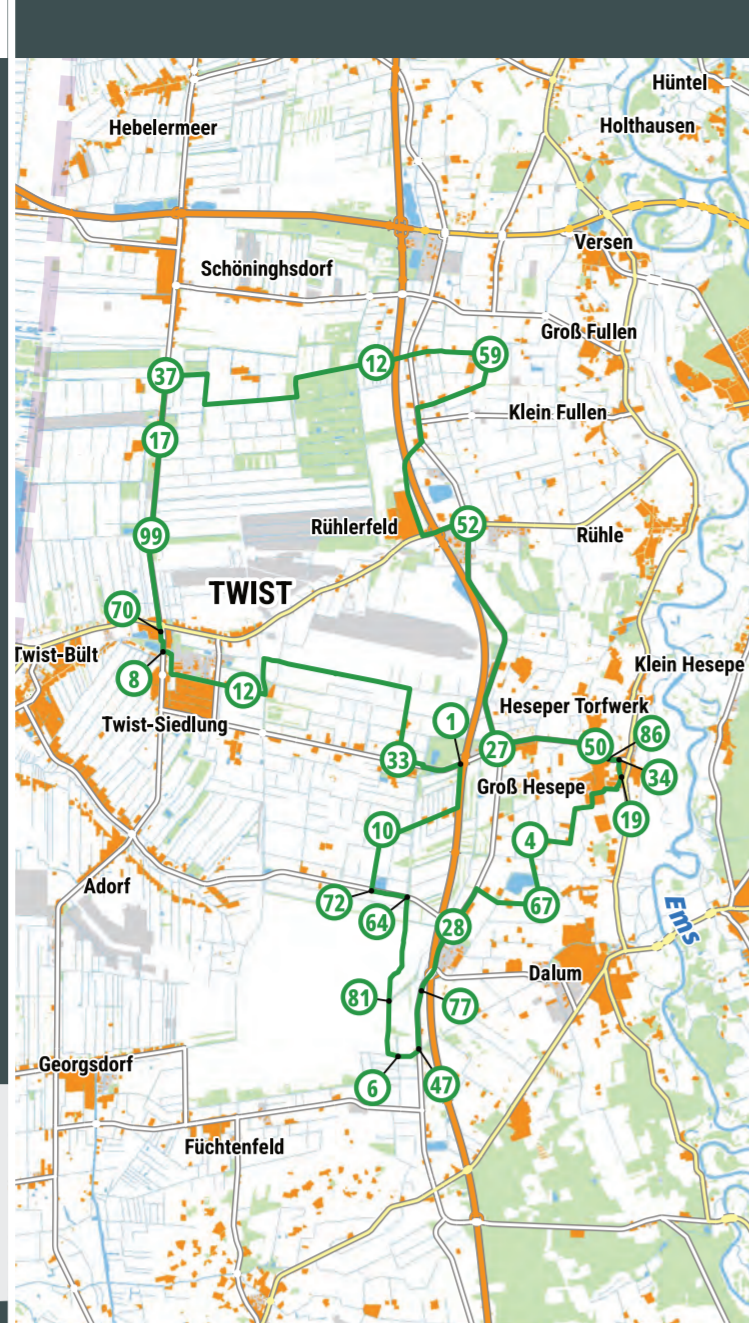 Hüntel
Hebelermeer
Holthausen
Versen
Schöninghsdorf
Groß Fullen
59
12
37
Klein Fullen
17
52
Rühlerfeld
99
Rühle
TWIST
70
Twist-Bült
8
Klein Hesepe
12
Heseper Torfwerk
1
Twist-Siedlung
86
27
50
33
34
Groß Hesepe
19
10
4
Adorf
72
67
64
Ems
28
Dalum
81
77
Georgsdorf
6
47
Füchtenfeld